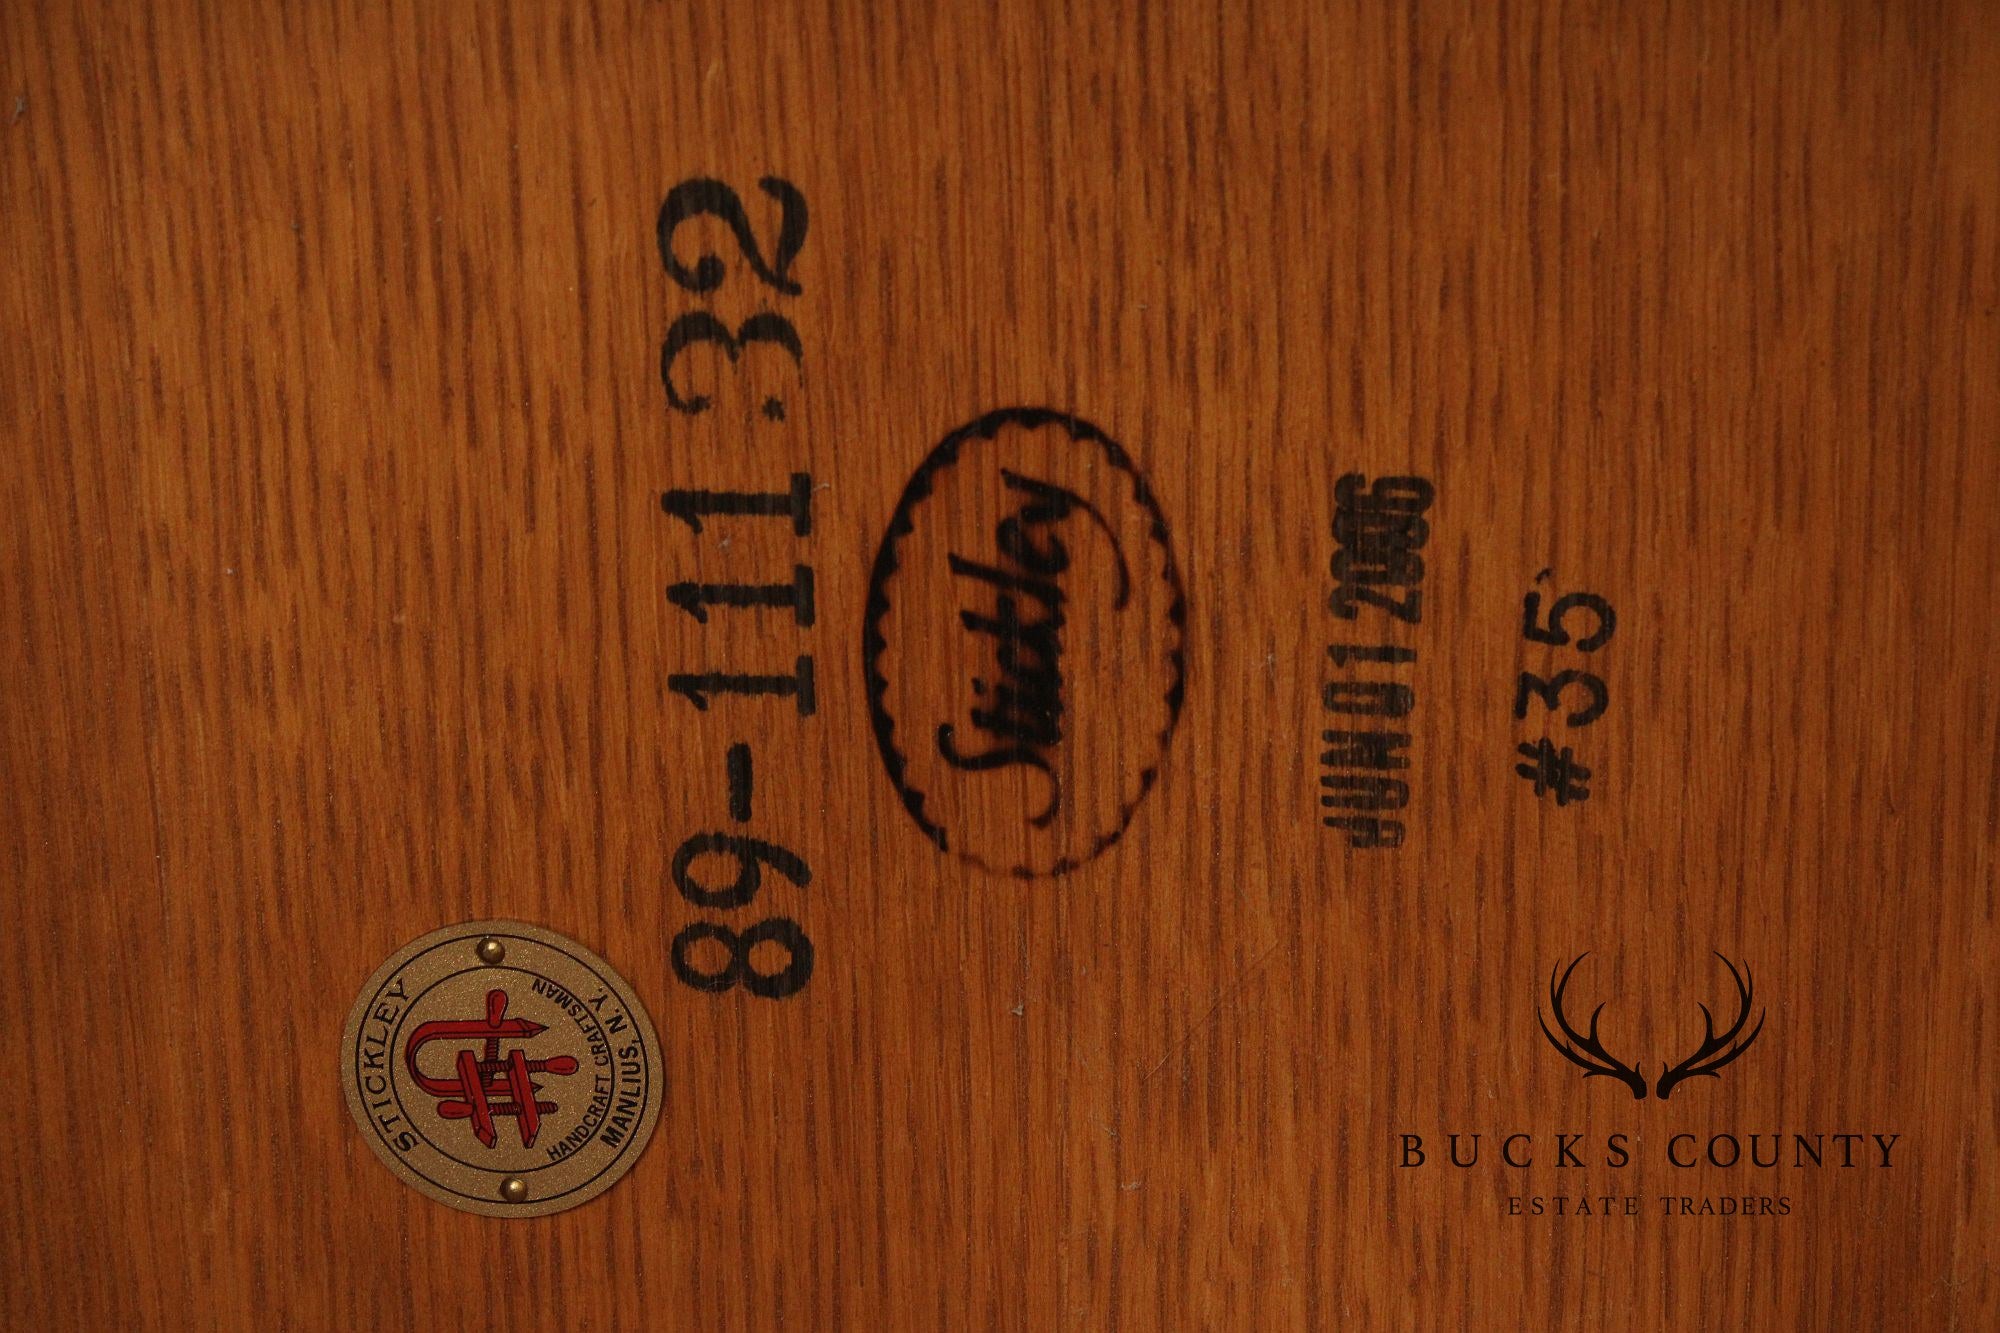 89-111 32
Stickley
JUN 01 2006
#35
STICKLEY
HANDCRAFT CRAFTSMAN
MANLIUS, N.Y.
BUCKS COUNTY
ESTATE TRADERS